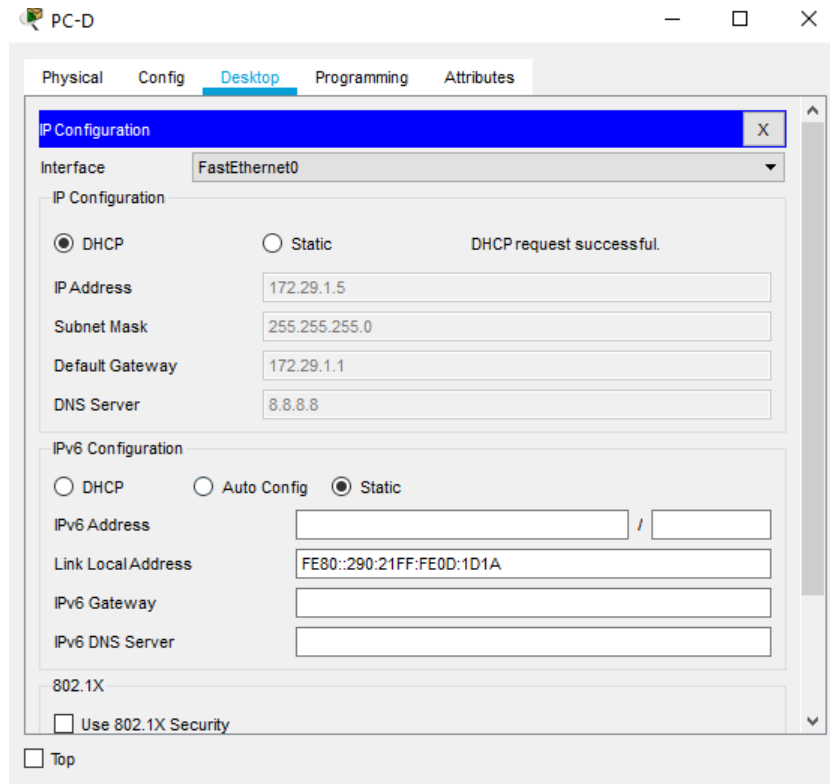 PC-D
Physical Config Desktop Programming Attributes
IP Configuration X
Interface FastEthernet0
IP Configuration
DHCP Static DHCP request successful.
IP Address 172.29.1.5
Subnet Mask 255.255.255.0
Default Gateway 172.29.1.1
DNS Server 8.8.8.8
IPv6 Configuration
DHCP Auto Config Static
IPv6 Address /
Link Local Address FE80::290:21FF:FE0D:1D1A
IPv6 Gateway
IPv6 DNS Server
802.1X
Use 802.1X Security
Top